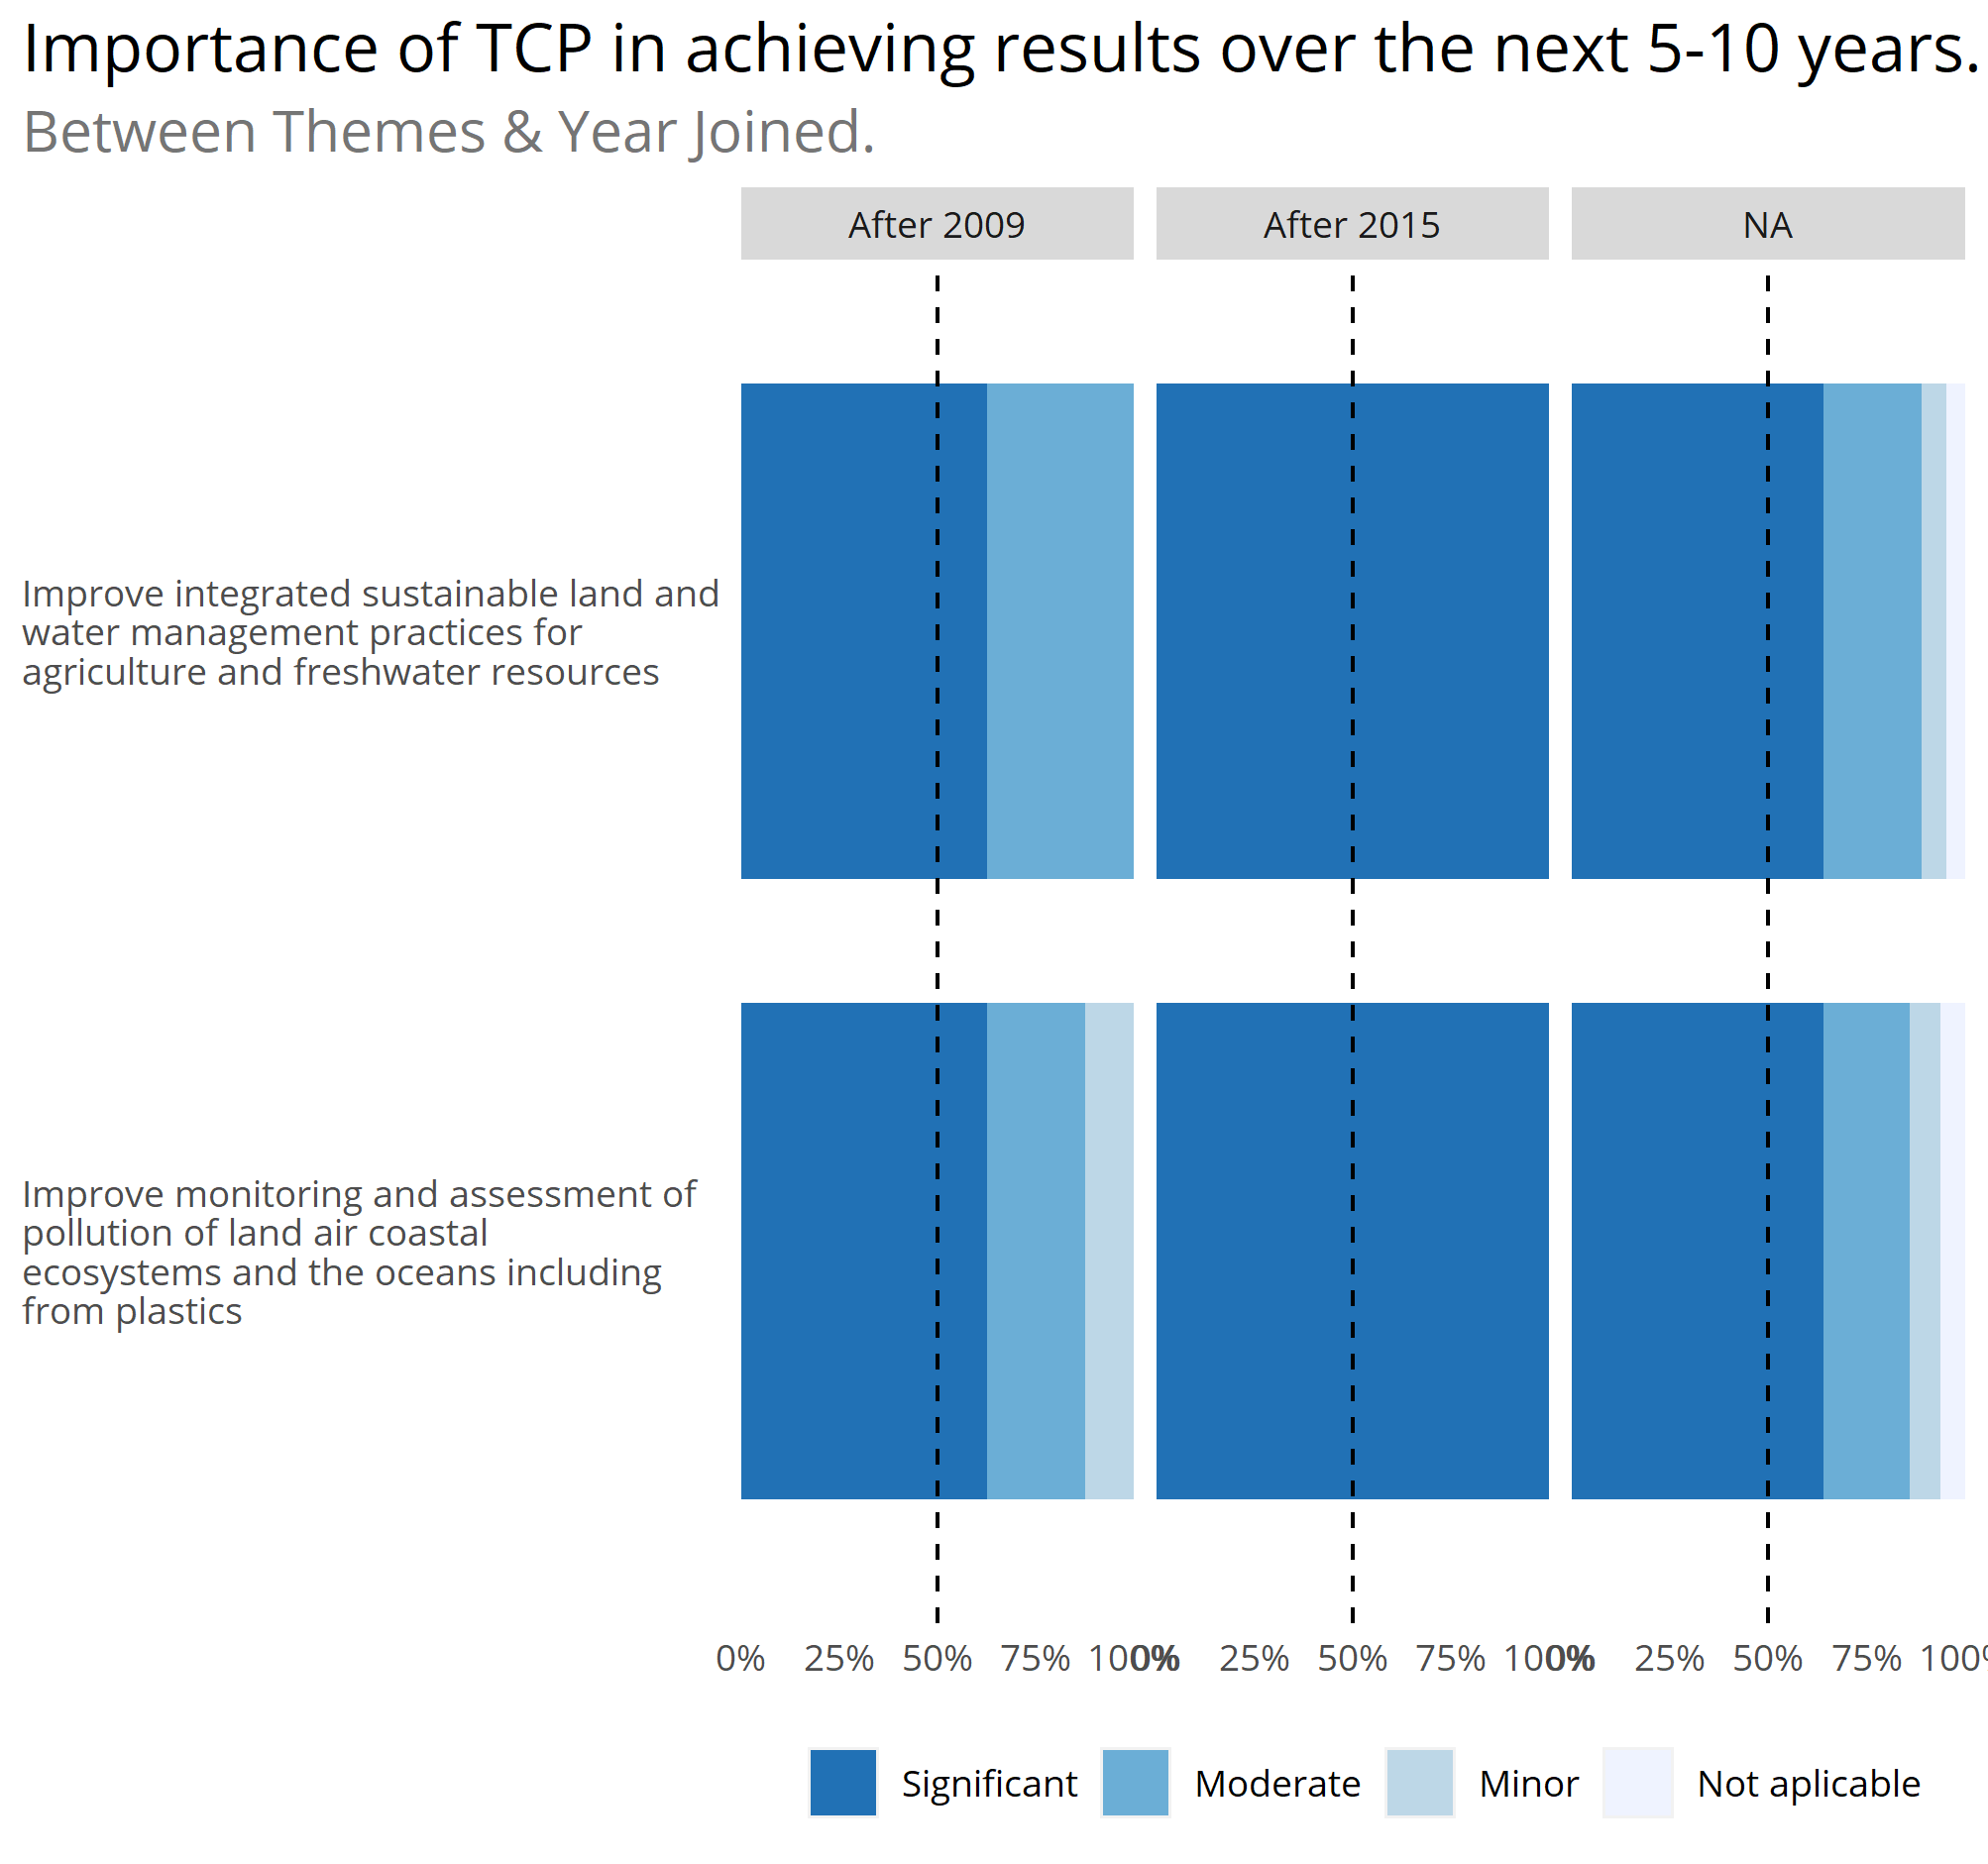 Importance of TCP in achieving results over the next 5-10 years.
Between Themes & Year Joined.
After 2009 After 2015 NA
Improve integrated sustainable land and
water management practices for
agriculture and freshwater resources
Improve monitoring and assessment of
pollution of land air coastal
ecosystems and the oceans including
from plastics
0% 25% 50% 75% 100% 0% 25% 50% 75% 100% 0% 25% 50% 75% 100%
Significant Moderate Minor Not aplicable